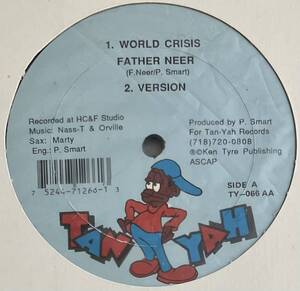 1. WORLD CRISIS
FATHER NEER
(F.Neer/P. Smart)
2. VERSION
Recorded at HC&F Studio
Music: Nass-T & Orville
Sax: Marty
Eng.: P. Smart
7 5244-71266-1 3
Produced by P. Smart
For Tan-Yah Records
(718)720-0808
℗©Ken Tyre Publishing
ASCAP
SIDE A
TY-066 AA
TAN YAH